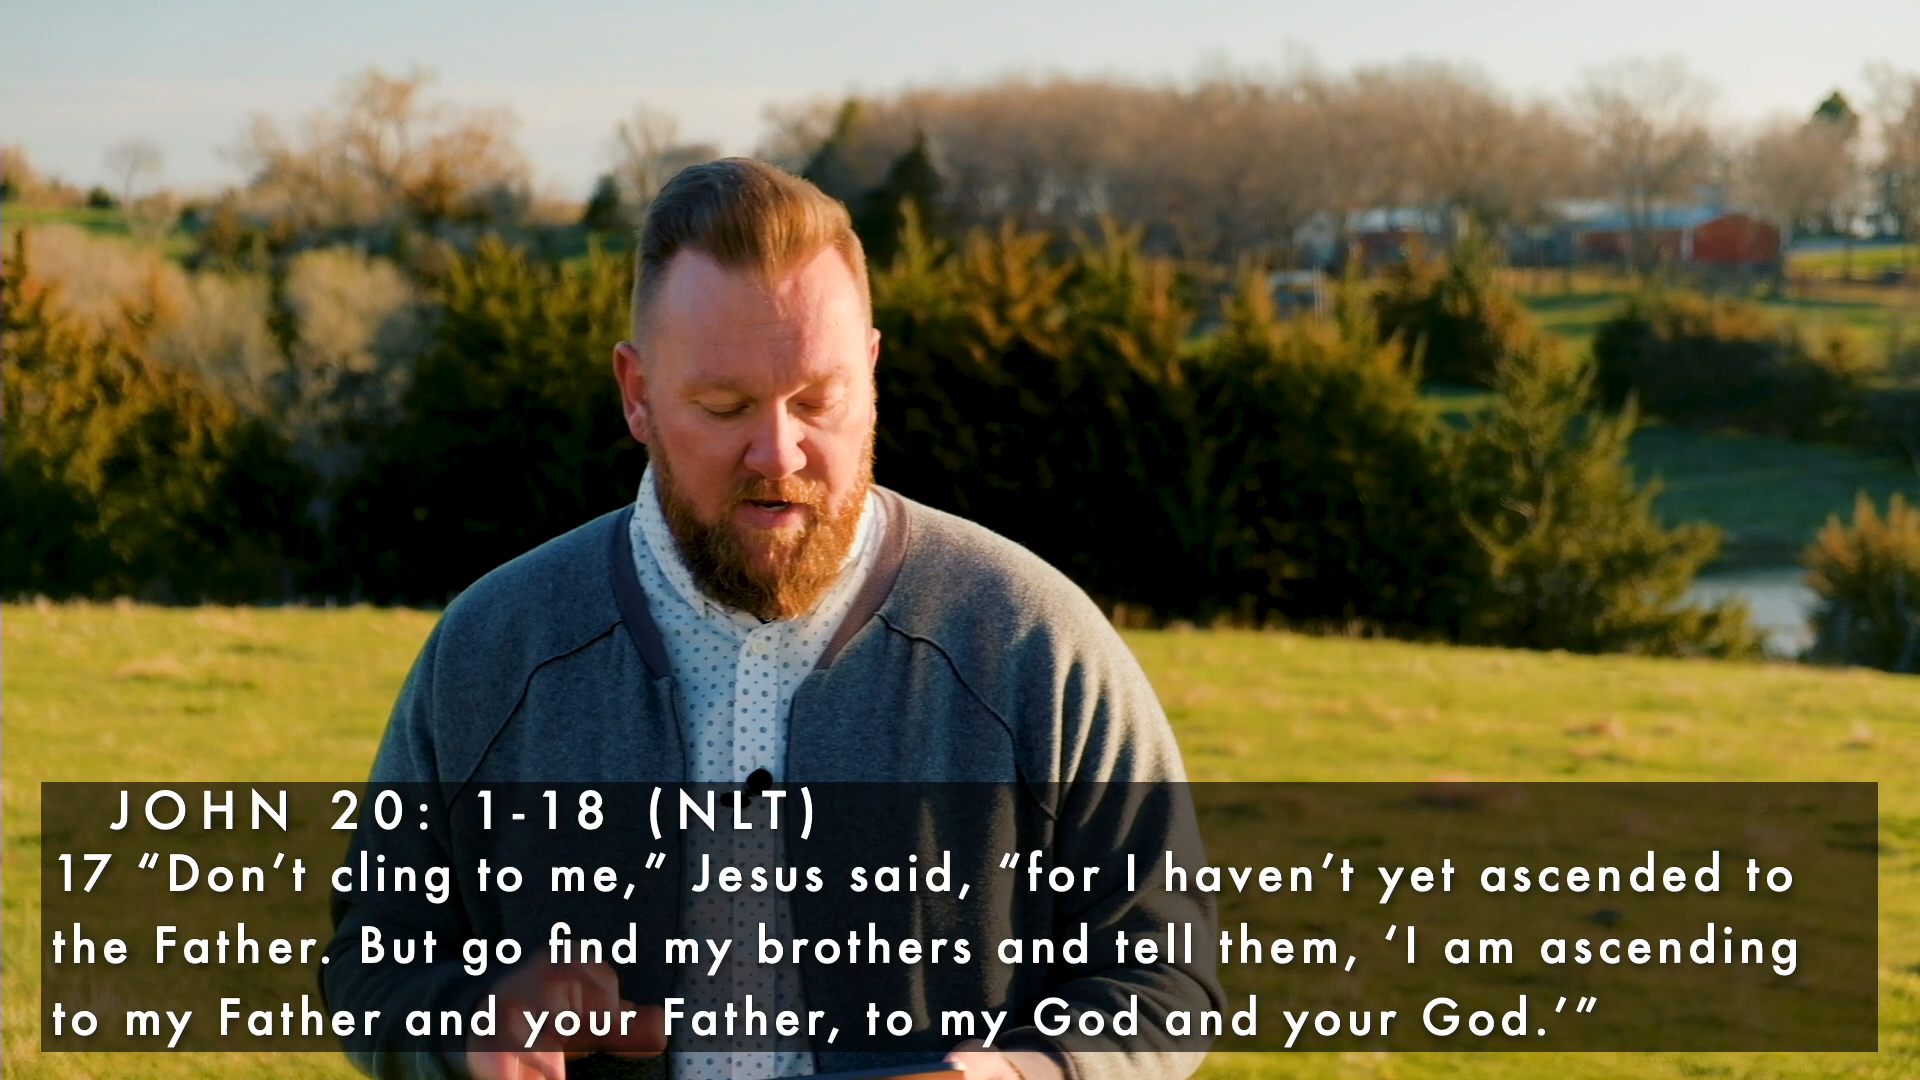 JOHN 20: 1-18 (NLT)
17 “Don’t cling to me,” Jesus said, “for I haven’t yet ascended to
the Father. But go find my brothers and tell them, ‘I am ascending
to my Father and your Father, to my God and your God.’”